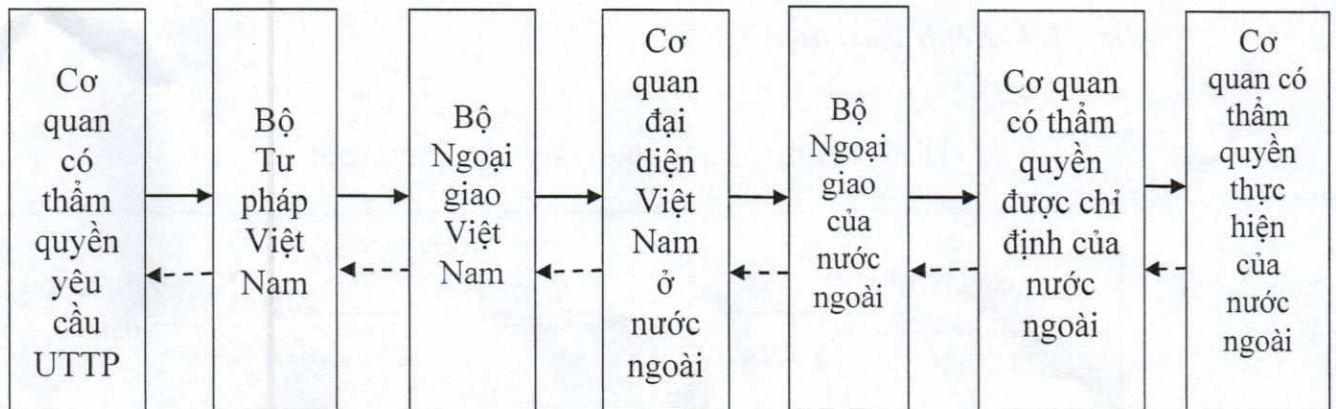 Cơ
quan
có
thẩm
quyền
yêu
cầu
UTTP
Bộ
Tư
pháp
Việt
Nam
Bộ
Ngoại
giao
Việt
Nam
Cơ
quan
đại
diện
Việt
Nam
ở
nước
ngoài
Bộ
Ngoại
giao
của
nước
ngoài
Cơ quan
có thẩm
quyền
được chỉ
định của
nước
ngoài
Cơ
quan có
thẩm
quyền
thực
hiện
của
nước
ngoài